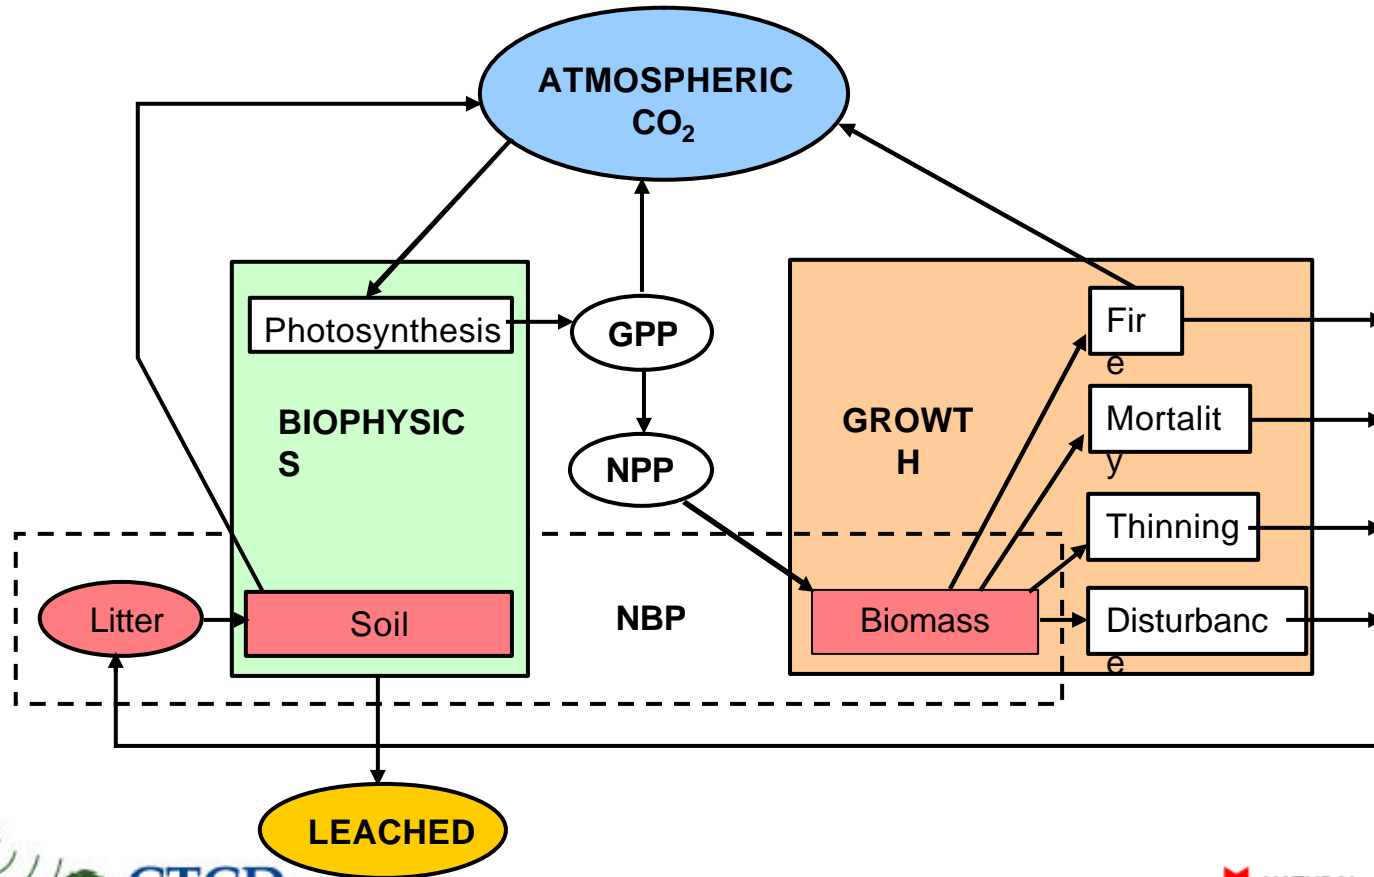 ATMOSPHERIC
CO₂
Photosynthesis
GPP
Fir
e
BIOPHYSIC
S
GROWT
H
Mortalit
y
NPP
Thinning
Litter
Soil
NBP
Biomass
Disturbanc
e
LEACHED